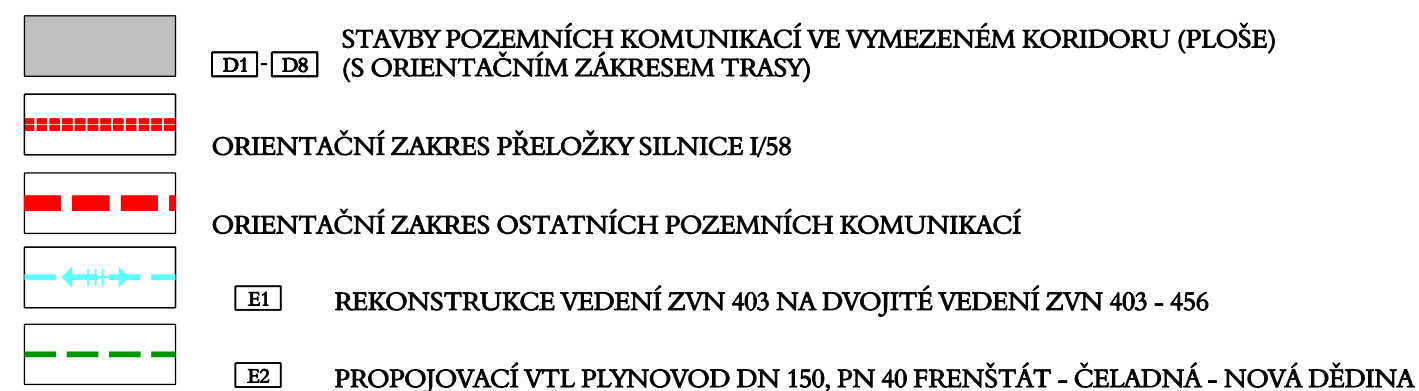 STAVBY POZEMNÍCH KOMUNIKACÍ VE VYMEZENÉM KORIDORU (PLOŠE)
D1 - D8 (S ORIENTAČNÍM ZÁKRESEM TRASY)
ORIENTAČNÍ ZAKRES PŘELOŽKY SILNICE I/58
ORIENTAČNÍ ZAKRES OSTATNÍCH POZEMNÍCH KOMUNIKACÍ
E1 REKONSTRUKCE VEDENÍ ZVN 403 NA DVOJITÉ VEDENÍ ZVN 403 - 456
E2 PROPOJOVACÍ VTL PLYNOVOD DN 150, PN 40 FRENŠTÁT - ČELADNÁ - NOVÁ DĚDINA